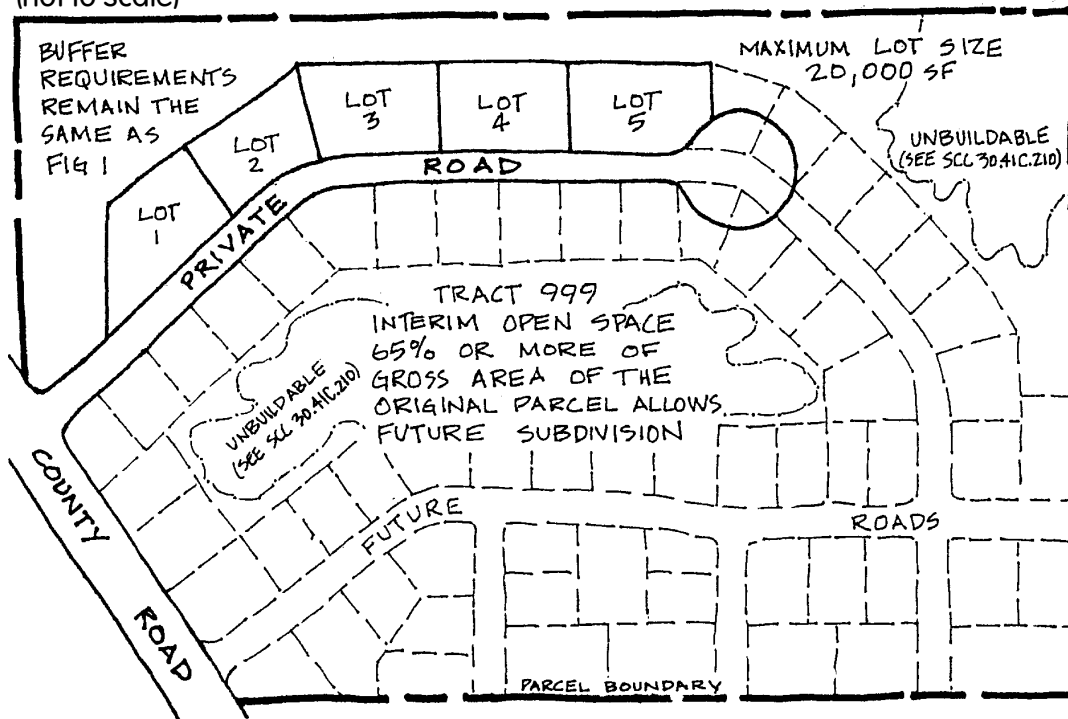 (not to scale)
BUFFER
REQUIREMENTS
REMAIN THE
SAME AS
FIG 1
MAXIMUM LOT SIZE
20,000 SF
UNBUILDABLE
(SEE SCC 30.41C.210)
LOT
1
LOT
2
LOT
3
LOT
4
LOT
5
PRIVATE
ROAD
TRACT 999
INTERIM OPEN SPACE
65% OR MORE OF
GROSS AREA OF THE
ORIGINAL PARCEL ALLOWS
FUTURE SUBDIVISION
UNBUILDABLE
(SEE SCC 30.41C.210)
COUNTY
ROAD
FUTURE
ROADS
PARCEL BOUNDARY